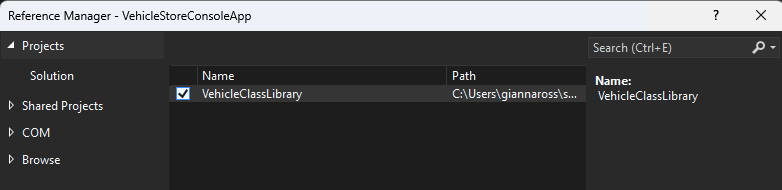 Reference Manager - VehicleStoreConsoleApp
Projects
Solution
Shared Projects
COM
Browse
Name Path
VehicleClassLibrary C:\Users\giannaross\s...
Search (Ctrl+E)
Name:
VehicleClassLibrary